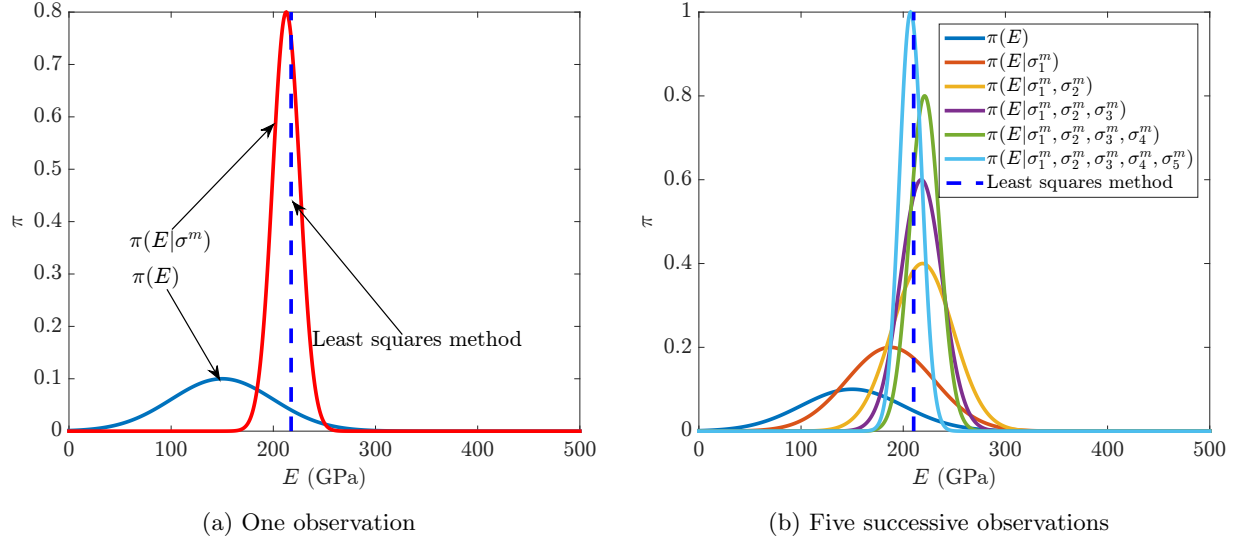 0.8
0.7
0.6
0.5
0.4
0.3
0.2
0.1
0
π
π(E|σ^m)
π(E)
Least squares method
0 100 200 300 400 500
E (GPa)
(a) One observation
1
0.8
0.6
0.4
0.2
0
π
π(E)
π(E|σ_1^m)
π(E|σ_1^m, σ_2^m)
π(E|σ_1^m, σ_2^m, σ_3^m)
π(E|σ_1^m, σ_2^m, σ_3^m, σ_4^m)
π(E|σ_1^m, σ_2^m, σ_3^m, σ_4^m, σ_5^m)
Least squares method
0 100 200 300 400 500
E (GPa)
(b) Five successive observations